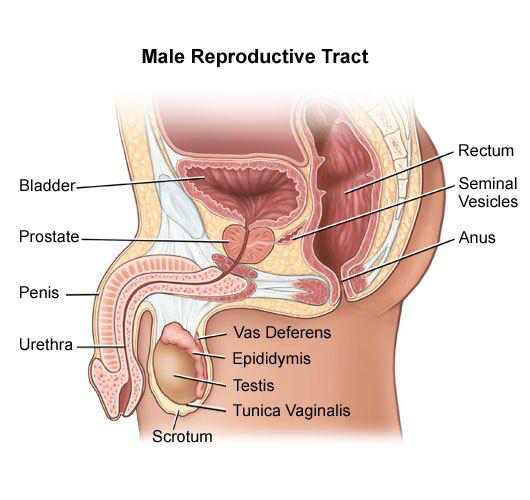 Male Reproductive Tract
Bladder
Prostate
Penis
Urethra
Rectum
Seminal
Vesicles
Anus
Vas Deferens
Epididymis
Testis
Tunica Vaginalis
Scrotum